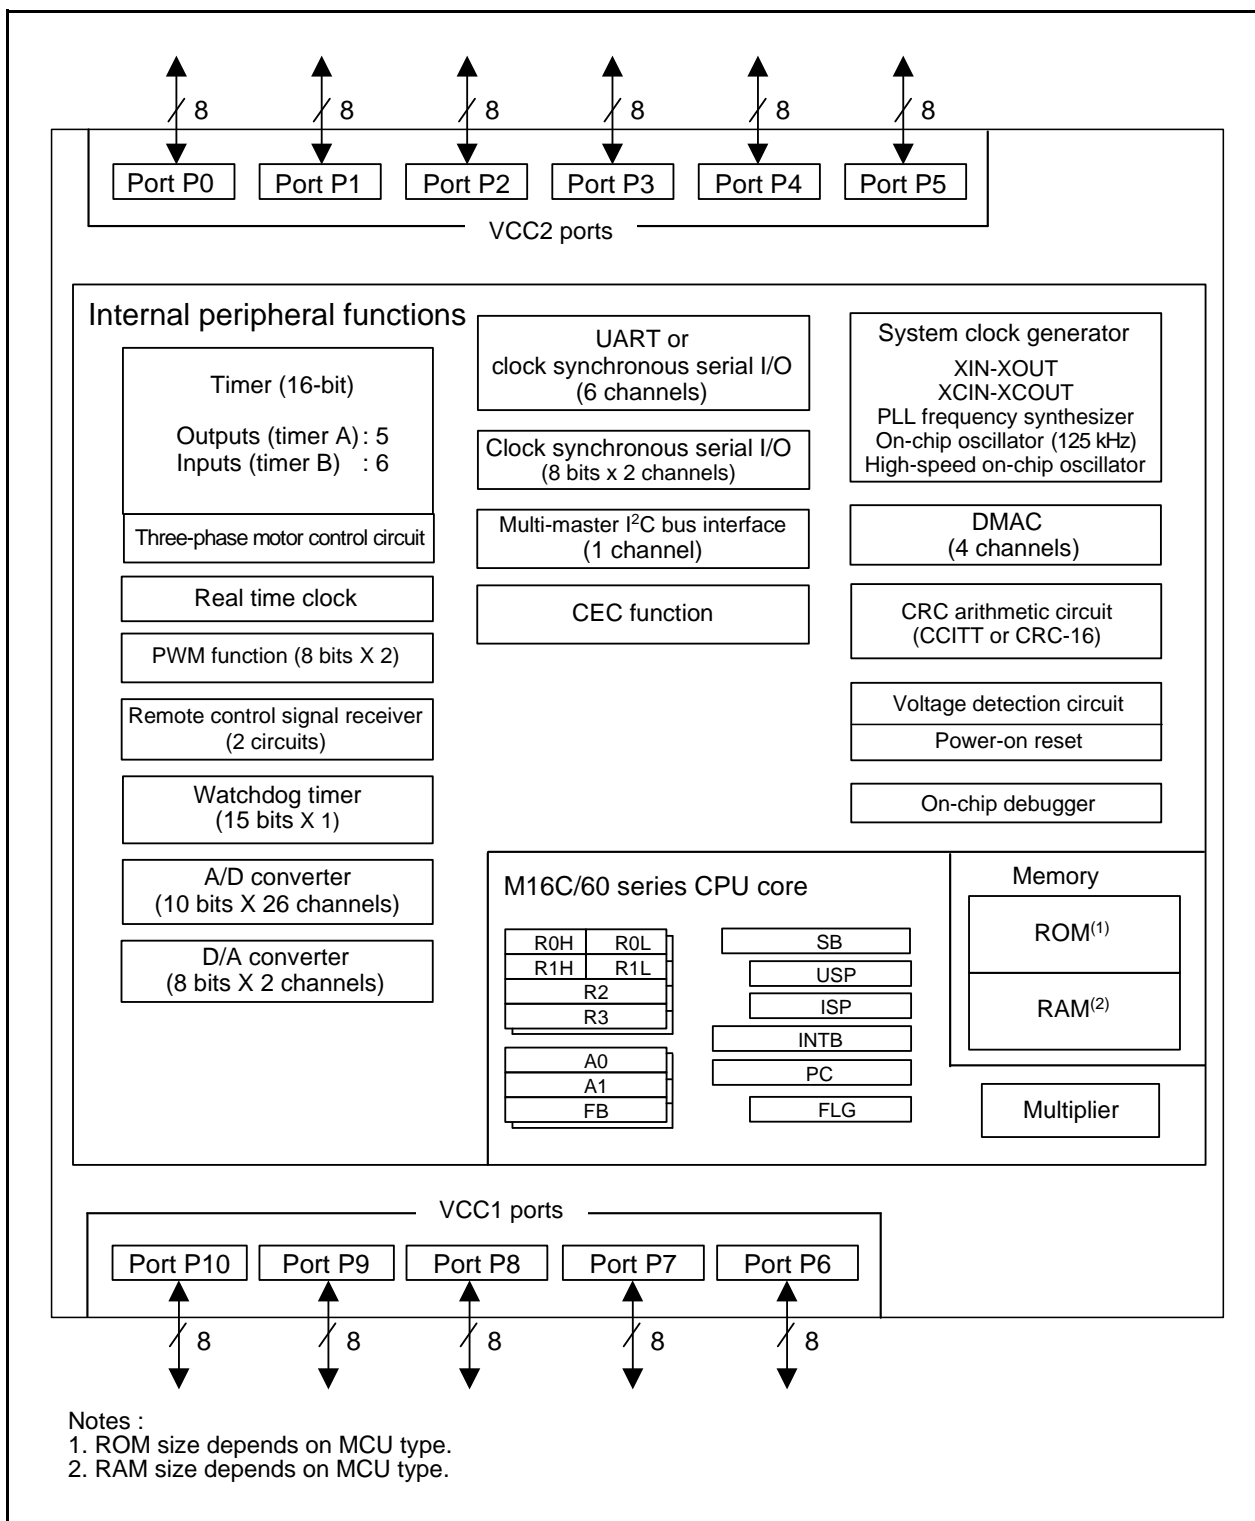 8 8 8 8 8 8
Port P0 Port P1 Port P2 Port P3 Port P4 Port P5
VCC2 ports
Internal peripheral functions
Timer (16-bit)
Outputs (timer A) : 5
Inputs (timer B) : 6
Three-phase motor control circuit
Real time clock
PWM function (8 bits X 2)
Remote control signal receiver
(2 circuits)
Watchdog timer
(15 bits X 1)
A/D converter
(10 bits X 26 channels)
D/A converter
(8 bits X 2 channels)
UART or
clock synchronous serial I/O
(6 channels)
Clock synchronous serial I/O
(8 bits x 2 channels)
Multi-master I²C bus interface
(1 channel)
CEC function
System clock generator
XIN-XOUT
XCIN-XCOUT
PLL frequency synthesizer
On-chip oscillator (125 kHz)
High-speed on-chip oscillator
DMAC
(4 channels)
CRC arithmetic circuit
(CCITT or CRC-16)
Voltage detection circuit
Power-on reset
On-chip debugger
M16C/60 series CPU core
R0H R0L
R1H R1L
R2
R3
A0
A1
FB
SB
USP
ISP
INTB
PC
FLG
Memory
ROM(1)
RAM(2)
Multiplier
VCC1 ports
Port P10 Port P9 Port P8 Port P7 Port P6
8 8 8 8 8
Notes :
1. ROM size depends on MCU type.
2. RAM size depends on MCU type.